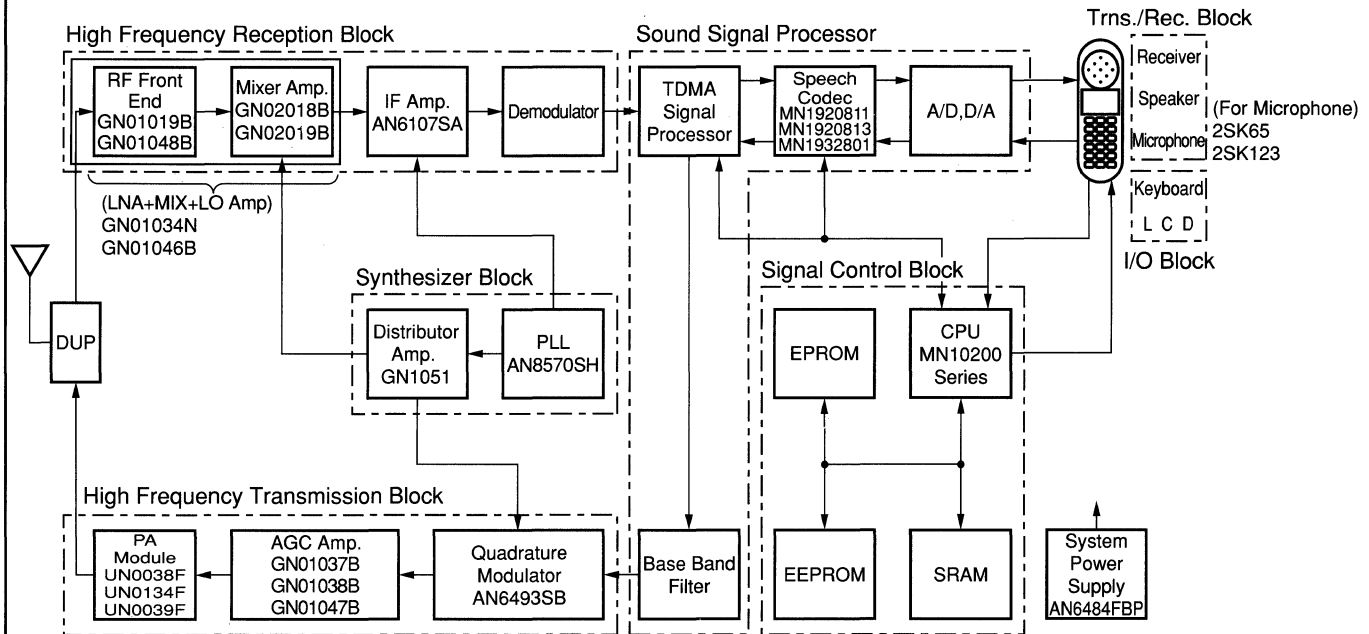 High Frequency Reception Block
RF Front
End
GN01019B
GN01048B
Mixer Amp.
GN02018B
GN02019B
IF Amp.
AN6107SA
Demodulator
(LNA+MIX+LO Amp)
GN01034N
GN01046B
Sound Signal Processor
TDMA
Signal
Processor
Speech
Codec
MN1920811
MN1920813
MN1932801
A/D,D/A
Trns./Rec. Block
Receiver
Speaker
Microphone
(For Microphone)
2SK65
2SK123
Keyboard
L C D
I/O Block
DUP
Synthesizer Block
Distributor
Amp.
GN1051
PLL
AN8570SH
Signal Control Block
EPROM
CPU
MN10200
Series
EEPROM
SRAM
High Frequency Transmission Block
PA
Module
UN0038F
UN0134F
UN0039F
AGC Amp.
GN01037B
GN01038B
GN01047B
Quadrature
Modulator
AN6493SB
Base Band
Filter
System
Power
Supply
AN6484FBP